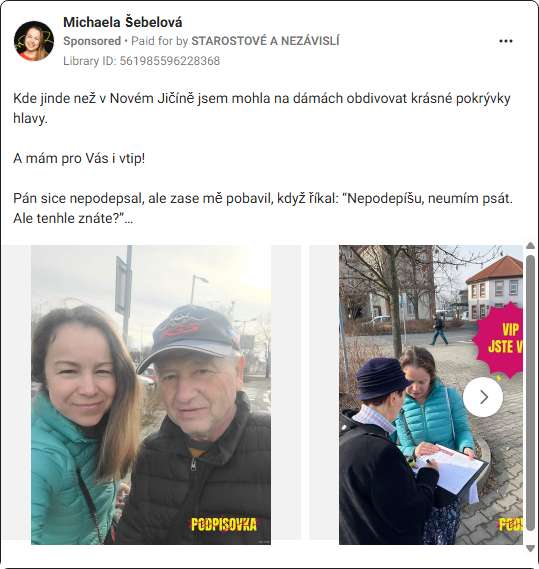 Michaela Šebelová
Sponsored • Paid for by STAROSTOVÉ A NEZÁVISLÍ
Library ID: 561985596228368
Kde jinde než v Novém Jičíně jsem mohla na dámách obdivovat krásné pokrývky
hlavy.
A mám pro Vás i vtip!
Pán sice nepodepsal, ale zase mě pobavil, když říkal: “Nepodepíšu, neumím psát.
Ale tenhle znáte?”...
VIP
JSTE V
PODPISOVKA
POD